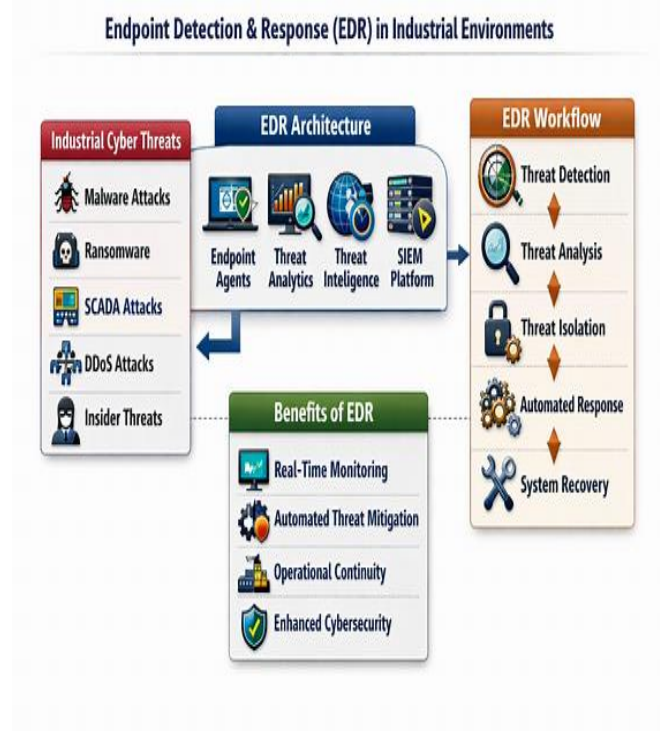 Endpoint Detection & Response (EDR) in Industrial Environments
Industrial Cyber Threats
Malware Attacks
Ransomware
SCADA Attacks
DDoS Attacks
Insider Threats
EDR Architecture
Endpoint
Agents
Threat
Analytics
Threat
Inteligence
SIEM
Platform
EDR Workflow
Threat Detection
Threat Analysis
Threat Isolation
Automated Response
System Recovery
Benefits of EDR
Real-Time Monitoring
Automated Threat Mitigation
Operational Continuity
Enhanced Cybersecurity